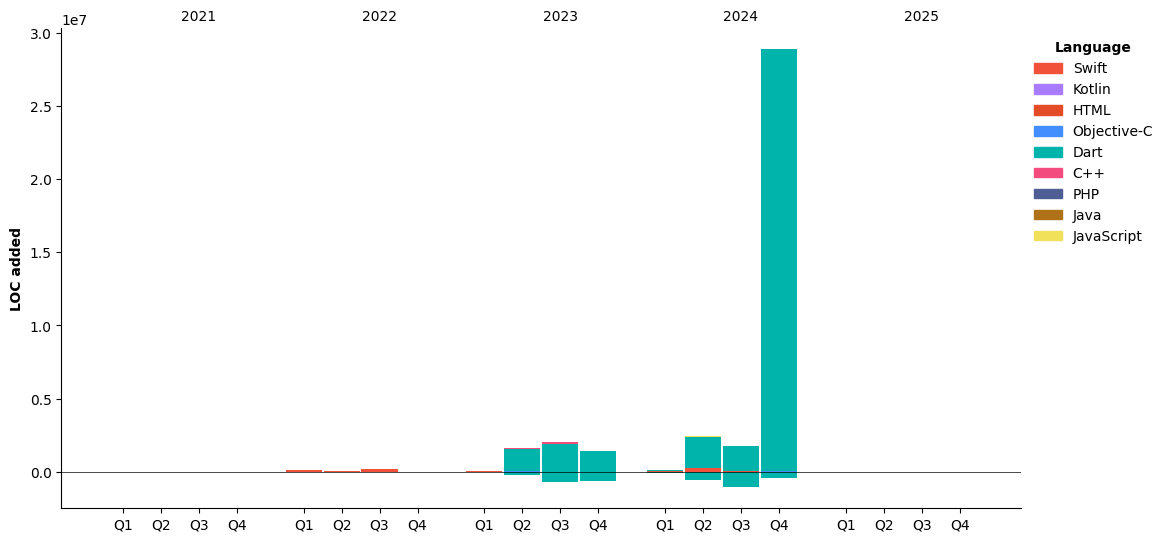 2021 2022 2023 2024 2025
1e7
3.0
2.5
2.0
1.5
1.0
0.5
0.0
LOC added
Q1 Q2 Q3 Q4 Q1 Q2 Q3 Q4 Q1 Q2 Q3 Q4 Q1 Q2 Q3 Q4 Q1 Q2 Q3 Q4
Language
Swift
Kotlin
HTML
Objective-C
Dart
C++
PHP
Java
JavaScript